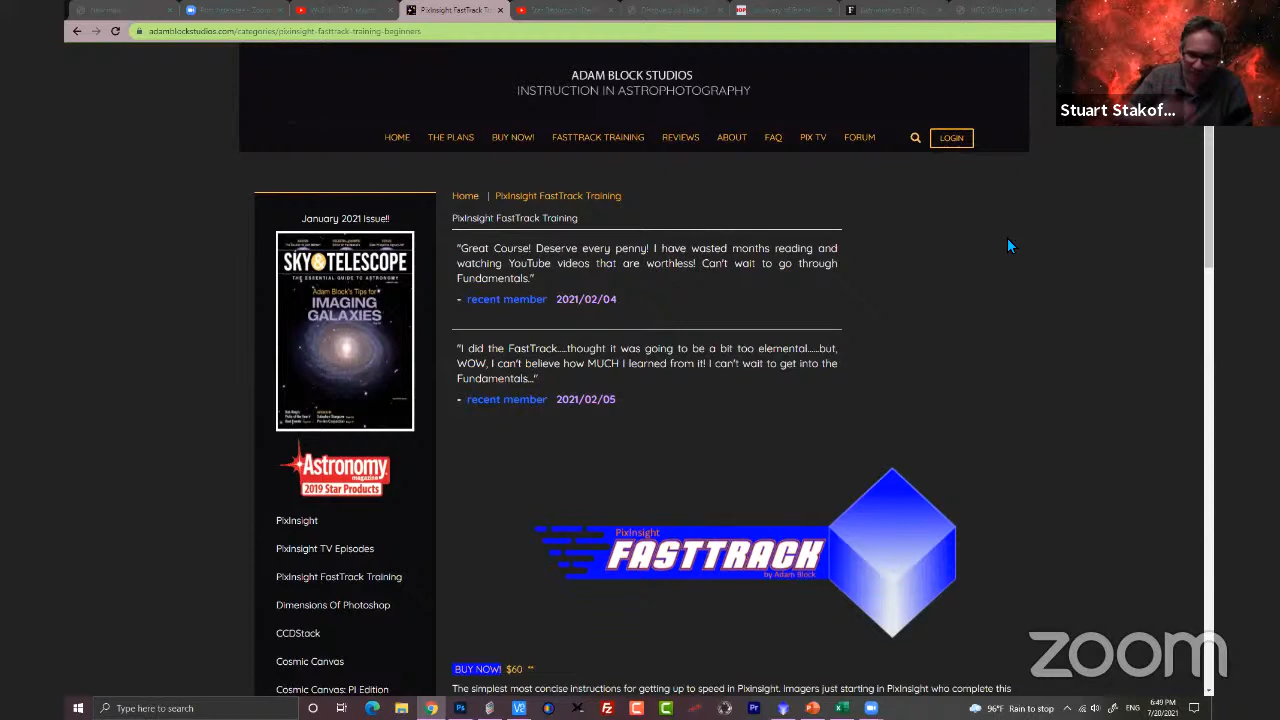 PixInsight FastTrack Tr
adamblockstudios.com/categories/pixinsight-fasttrack-training-beginners
Stuart Stakof...
ADAM BLOCK STUDIOS
INSTRUCTION IN ASTROPHOTOGRAPHY
HOME THE PLANS BUY NOW! FASTTRACK TRAINING REVIEWS ABOUT FAQ PIX TV FORUM LOGIN
Home | PixInsight FastTrack Training
PixInsight FastTrack Training
"Great Course! Deserve every penny! I have wasted months reading and
watching YouTube videos that are worthless! Can't wait to go through
Fundamentals."
- recent member 2021/02/04
"I did the FastTrack....thought it was going to be a bit too elemental.....but,
WOW, I can't believe how MUCH I learned from it! I can't wait to get into the
Fundamentals..."
- recent member 2021/02/05
January 2021 Issue!!
SKY & TELESCOPE
THE ESSENTIAL GUIDE TO ASTRONOMY
Adam Block's Tips for
IMAGING
GALAXIES
Astronomy
magazine
2019 Star Products
PixInsight
PixInsight TV Episodes
PixInsight FastTrack Training
Dimensions Of Photoshop
CCDStack
Cosmic Canvas
Cosmic Canvas: PI Edition
PixInsight
FASTTRACK
by Adam Block
BUY NOW! $60 **
The simplest most concise instructions for getting up to speed in PixInsight. Imagers just starting in PixInsight who complete this
zoom
Type here to search
96°F Rain to stop
6:49 PM
7/20/2021